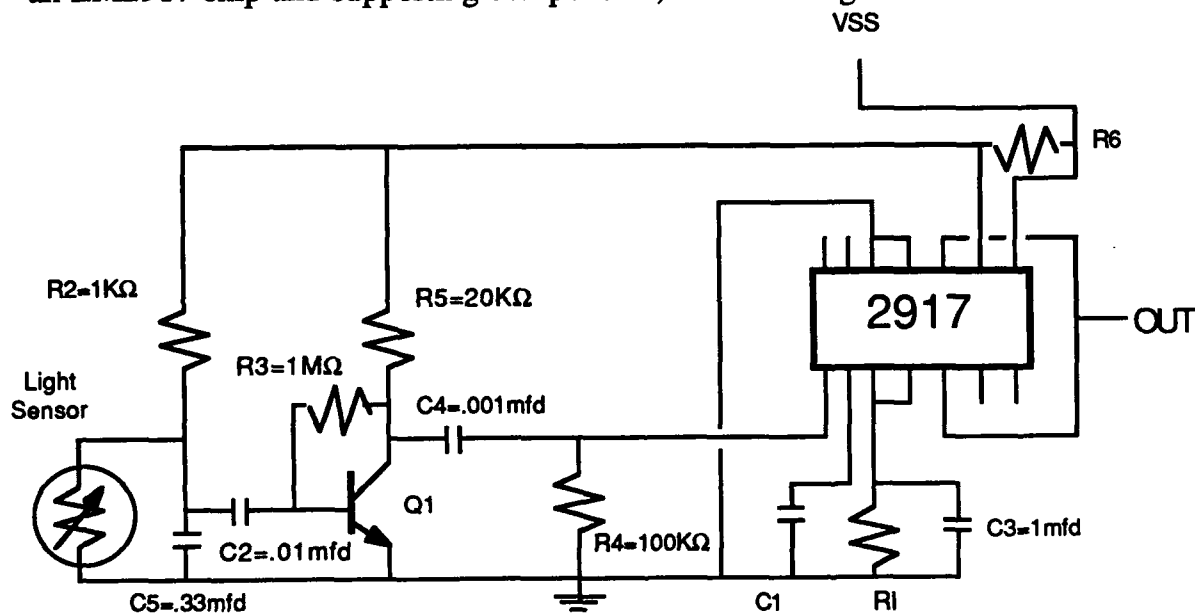 VSS
R6
R2=1KΩ
R5=20KΩ
2917
OUT
R3=1MΩ
Light
Sensor
C4=.001mfd
Q1
C2=.01mfd
R4=100KΩ
C3=1mfd
C5=.33mfd
C1
R1